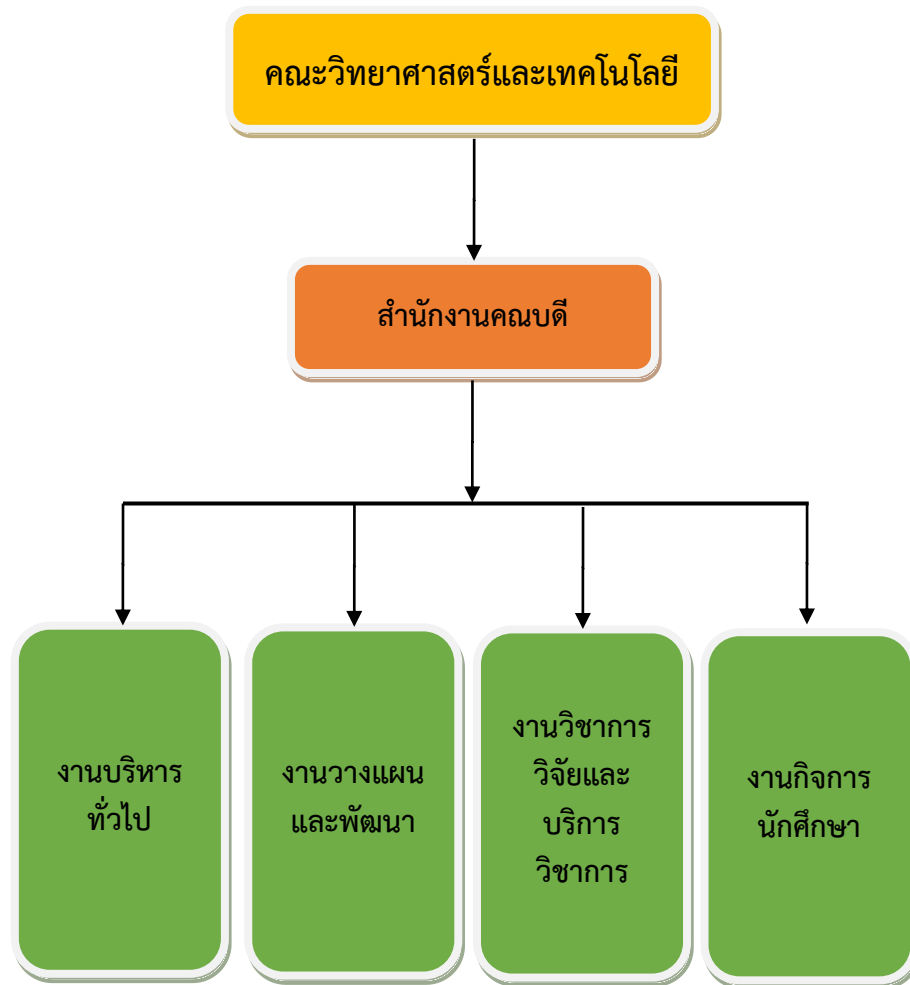 คณะวิทยาศาสตร์และเทคโนโลยี
สำนักงานคณบดี
งานบริหาร
ทั่วไป
งานวางแผน
และพัฒนา
งานวิชาการ
วิจัยและ
บริการ
วิชาการ
งานกิจการ
นักศึกษา